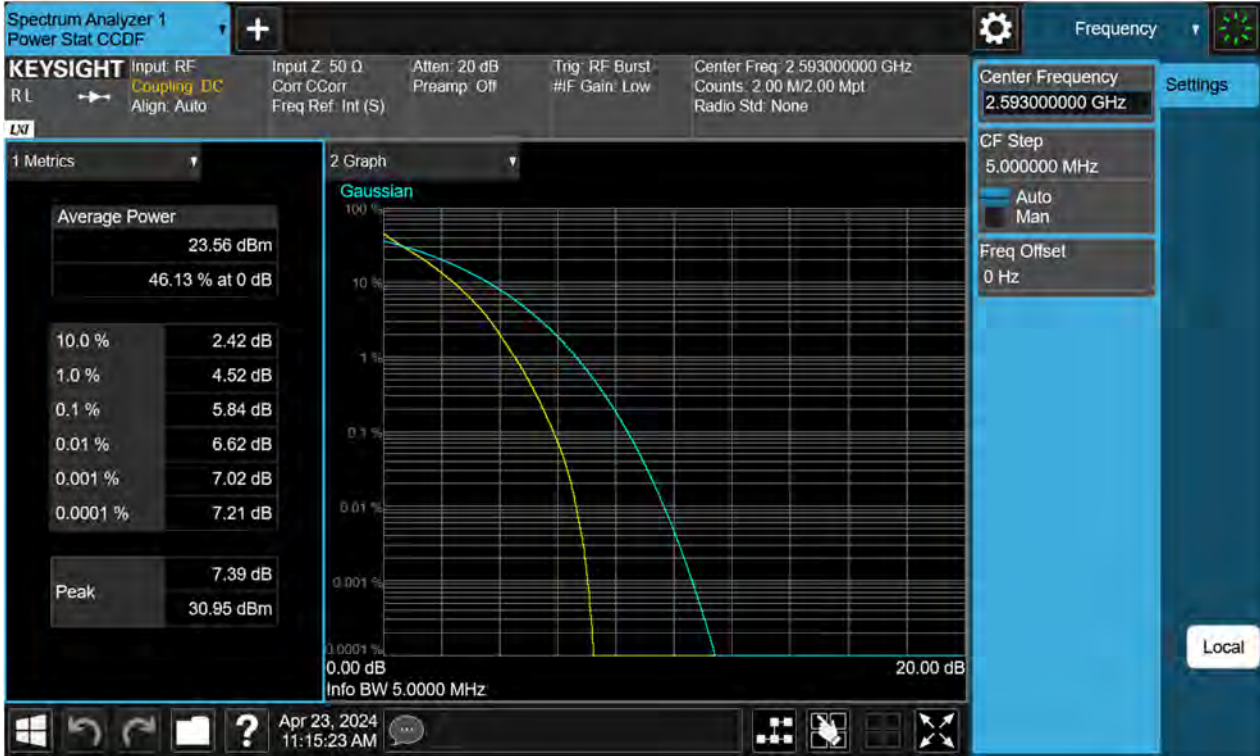 Spectrum Analyzer 1
Power Stat CCDF
Frequency
KEYSIGHT
R L
LXI
Input: RF
Coupling: DC
Align: Auto
Input Z: 50 Ω
Corr CCorr
Freq Ref: Int (S)
Atten: 20 dB
Preamp: Off
Trig: RF Burst
#IF Gain: Low
Center Freq: 2.593000000 GHz
Counts: 2.00 M/2.00 Mpt
Radio Std: None
Center Frequency
2.593000000 GHz
Settings
CF Step
5.000000 MHz
Auto
Man
Freq Offset
0 Hz
Local
1 Metrics
Average Power
23.56 dBm
46.13 % at 0 dB
10.0 % 2.42 dB
1.0 % 4.52 dB
0.1 % 5.84 dB
0.01 % 6.62 dB
0.001 % 7.02 dB
0.0001 % 7.21 dB
Peak
7.39 dB
30.95 dBm
2 Graph
Gaussian
100 %
10 %
1 %
0.1 %
0.01 %
0.001 %
0.0001 %
0.00 dB 20.00 dB
Info BW 5.0000 MHz
?
Apr 23, 2024
11:15:23 AM